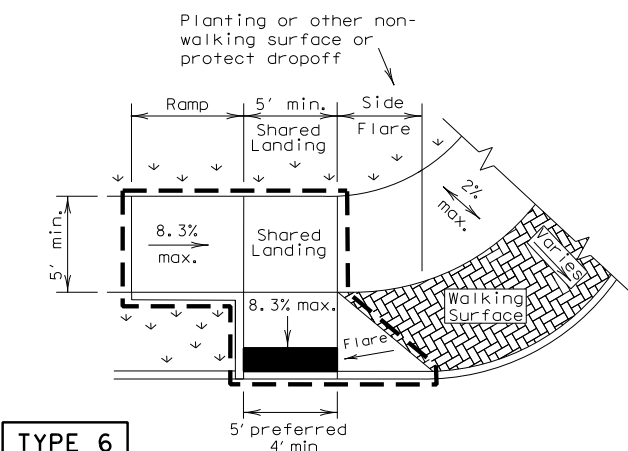 Planting or other non-
walking surface or
protect dropoff
Ramp
5' min.
Side
Shared
Landing
Flare
5' min.
8.3%
max.
Shared
Landing
2%
max.
Varies
8.3% max.
Walking
Surface
Flare
5' preferred
4' min
TYPE 6